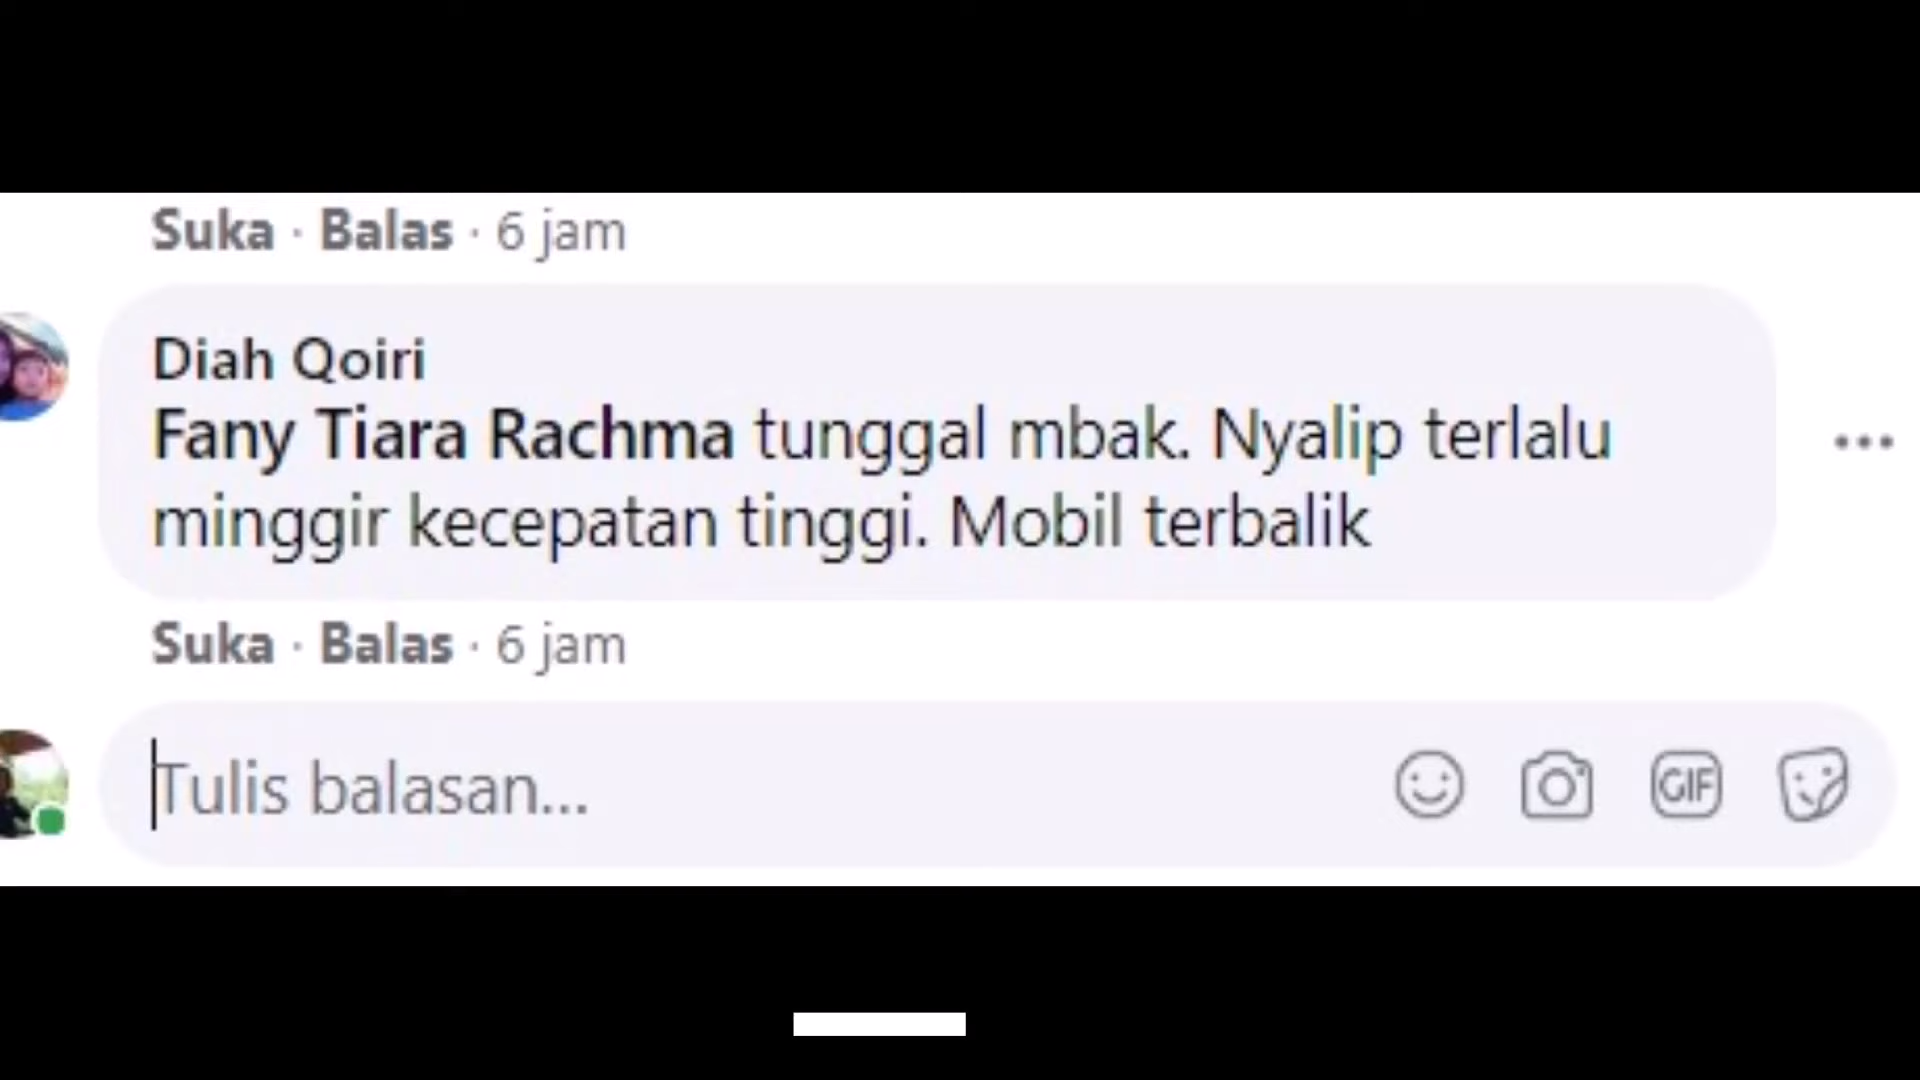 Suka · Balas · 6 jam
Diah Qoiri
Fany Tiara Rachma tunggal mbak. Nyalip terlalu
minggir kecepatan tinggi. Mobil terbalik
Suka · Balas · 6 jam
Tulis balasan...
GIF